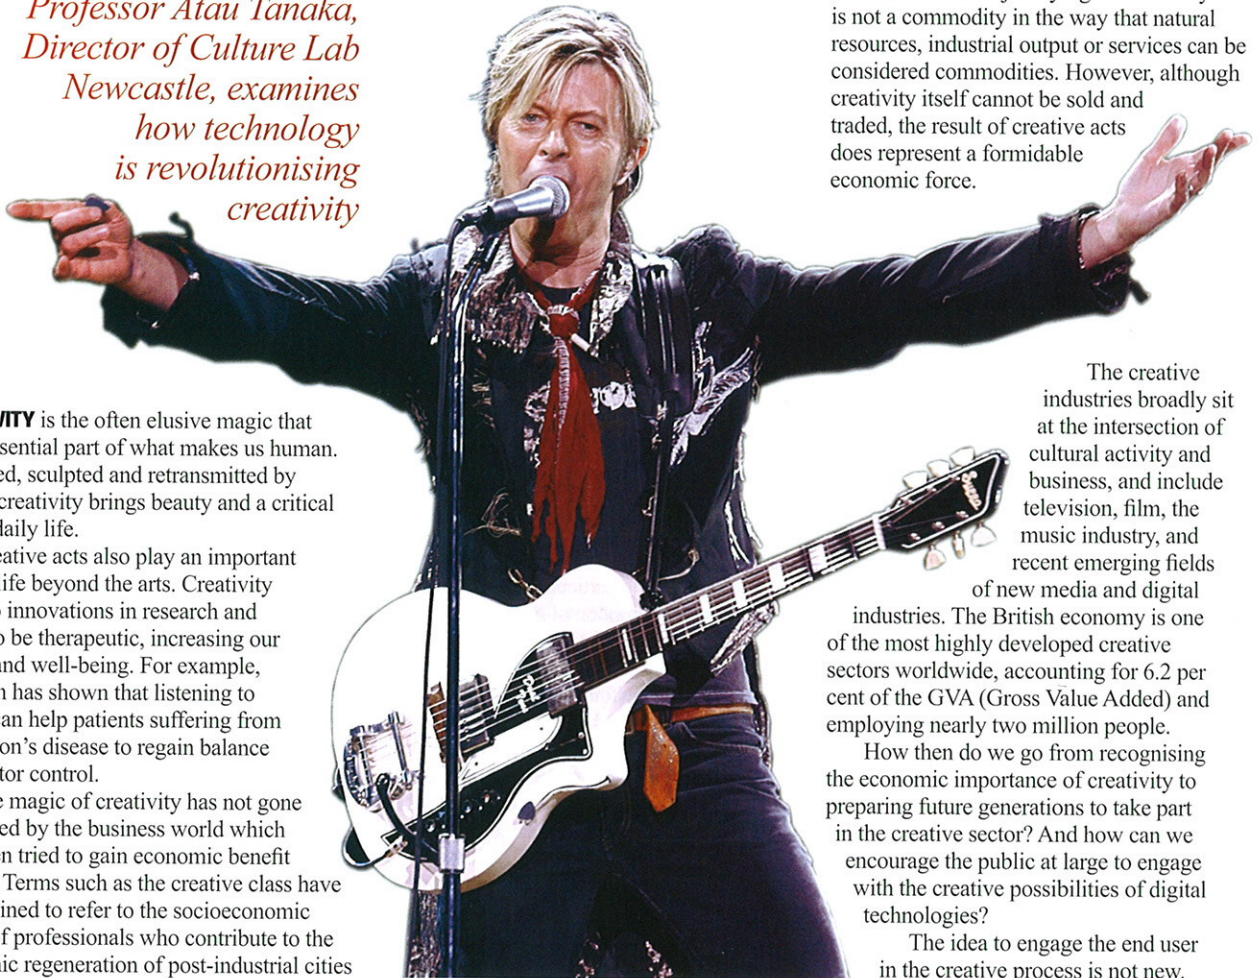 Professor Atau Tanaka,
Director of Culture Lab
Newcastle, examines
how technology
is revolutionising
creativity
VITY is the often elusive magic that
sential part of what makes us human.
ed, sculpted and retransmitted by
creativity brings beauty and a critical
daily life.
eative acts also play an important
life beyond the arts. Creativity
innovations in research and
o be therapeutic, increasing our
and well-being. For example,
h has shown that listening to
can help patients suffering from
on's disease to regain balance
tor control.
e magic of creativity has not gone
ed by the business world which
n tried to gain economic benefit
Terms such as the creative class have
ined to refer to the socioeconomic
f professionals who contribute to the
nic regeneration of post-industrial cities
Supro
is not a commodity in the way that natural
resources, industrial output or services can be
considered commodities. However, although
creativity itself cannot be sold and
traded, the result of creative acts
does represent a formidable
economic force.
The creative
industries broadly sit
at the intersection of
cultural activity and
business, and include
television, film, the
music industry, and
recent emerging fields
of new media and digital
industries. The British economy is one
of the most highly developed creative
sectors worldwide, accounting for 6.2 per
cent of the GVA (Gross Value Added) and
employing nearly two million people.
How then do we go from recognising
the economic importance of creativity to
preparing future generations to take part
in the creative sector? And how can we
encourage the public at large to engage
with the creative possibilities of digital
technologies?
The idea to engage the end user
in the creative process is not new.